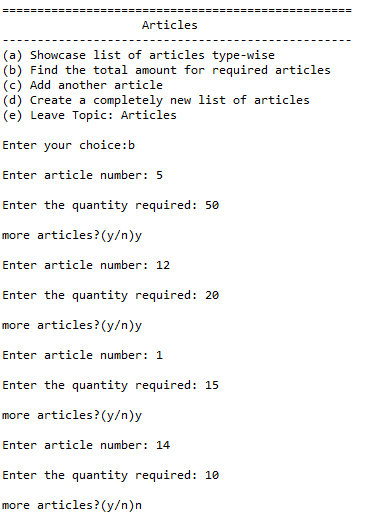 ==================================================
Articles
--------------------------------------------------
(a) Showcase list of articles type-wise
(b) Find the total amount for required articles
(c) Add another article
(d) Create a completely new list of articles
(e) Leave Topic: Articles
Enter your choice:b
Enter article number: 5
Enter the quantity required: 50
more articles?(y/n)y
Enter article number: 12
Enter the quantity required: 20
more articles?(y/n)y
Enter article number: 1
Enter the quantity required: 15
more articles?(y/n)y
Enter article number: 14
Enter the quantity required: 10
more articles?(y/n)n